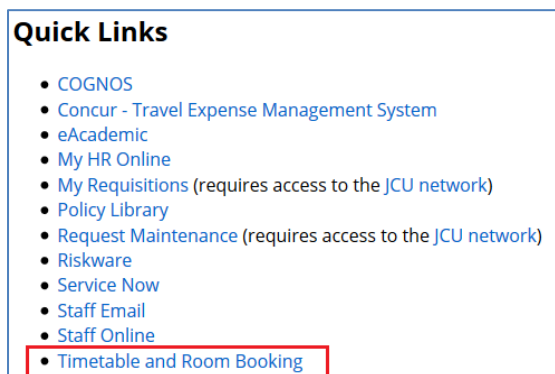 Quick Links
• COGNOS
• Concur - Travel Expense Management System
• eAcademic
• My HR Online
• My Requisitions (requires access to the JCU network)
• Policy Library
• Request Maintenance (requires access to the JCU network)
• Riskware
• Service Now
• Staff Email
• Staff Online
• Timetable and Room Booking